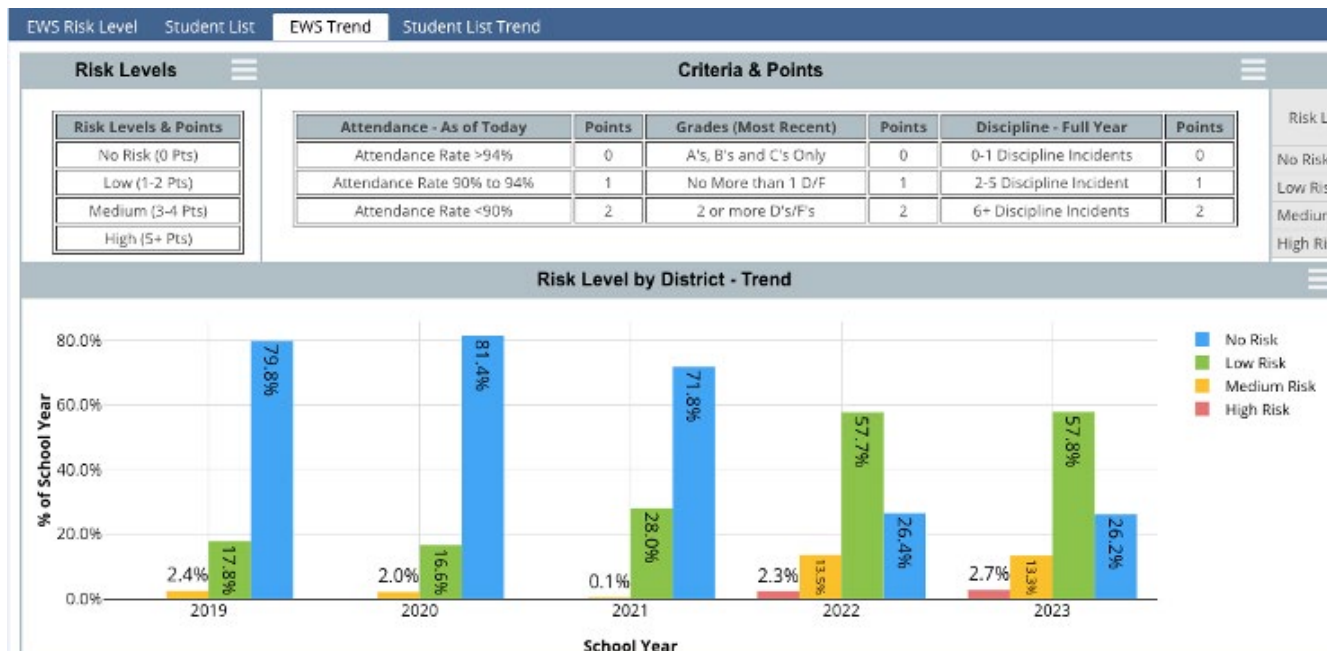 EWS Risk Level Student List EWS Trend Student List Trend
Risk Levels Criteria & Points
Risk Levels & Points
No Risk (0 Pts)
Low (1-2 Pts)
Medium (3-4 Pts)
High (5+ Pts)
Attendance - As of Today Points Grades (Most Recent) Points Discipline - Full Year Points
Attendance Rate >94% 0 A's, B's and C's Only 0 0-1 Discipline Incidents 0
Attendance Rate 90% to 94% 1 No More than 1 D/F 1 2-5 Discipline Incident 1
Attendance Rate <90% 2 2 or more D's/F's 2 6+ Discipline Incidents 2
Risk L
No Risk
Low Ris
Medium
High Ri
Risk Level by District - Trend
% of School Year
80.0%
60.0%
40.0%
20.0%
0.0%
2.4% 17.8% 79.8%
2.0% 16.6% 81.4%
0.1% 28.0% 71.8%
2.3% 13.5% 57.7% 26.4%
2.7% 13.3% 57.8% 26.2%
2019 2020 2021 2022 2023
School Year
No Risk
Low Risk
Medium Risk
High Risk